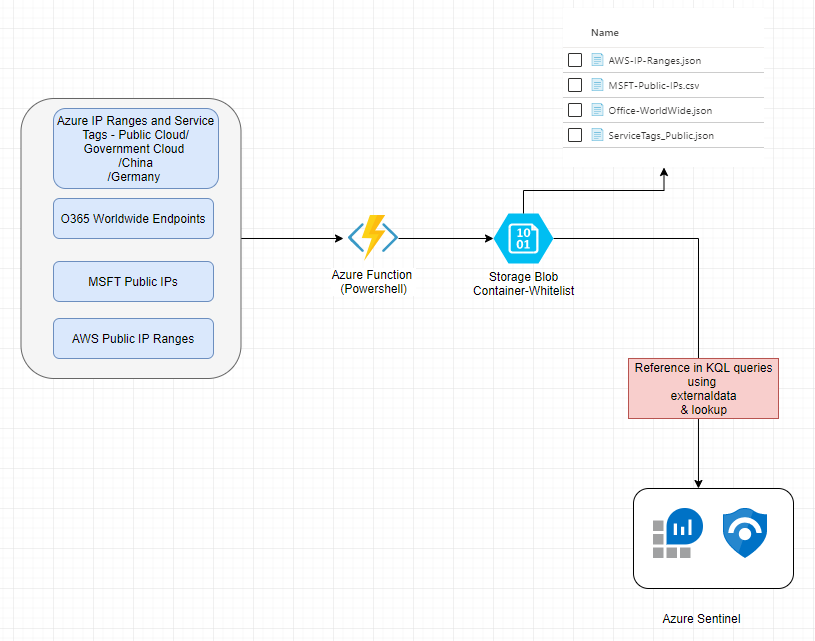 Name
AWS-IP-Ranges.json
MSFT-Public-IPs.csv
Office-WorldWide.json
ServiceTags_Public.json
Azure IP Ranges and Service
Tags - Public Cloud/
Government Cloud
/China
/Germany
O365 Worldwide Endpoints
MSFT Public IPs
AWS Public IP Ranges
Azure Function
(Powershell)
10
01
Storage Blob
Container-Whitelist
Reference in KQL queries
using
externaldata
& lookup
Azure Sentinel